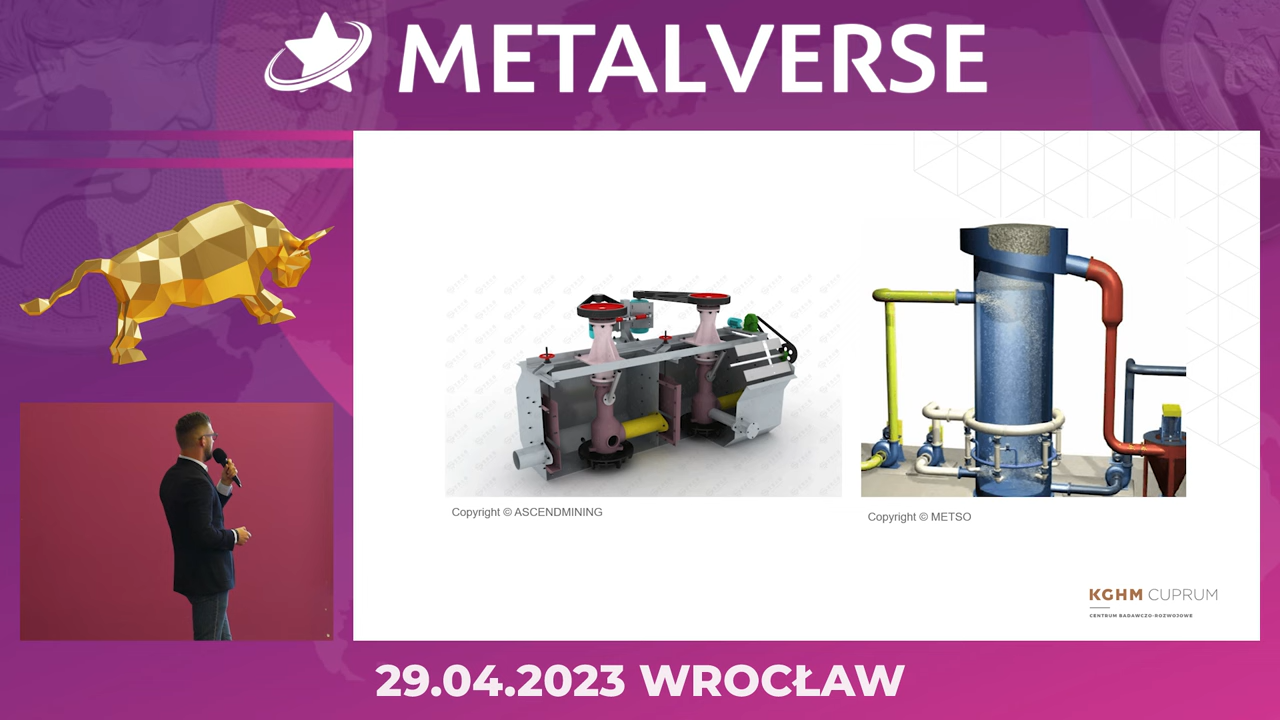 METALVERSE
Copyright © ASCENDMINING
Copyright © METSO
KGHM CUPRUM
CENTRUM BADAWCZO-ROZWOJOWE
29.04.2023 WROCŁAW